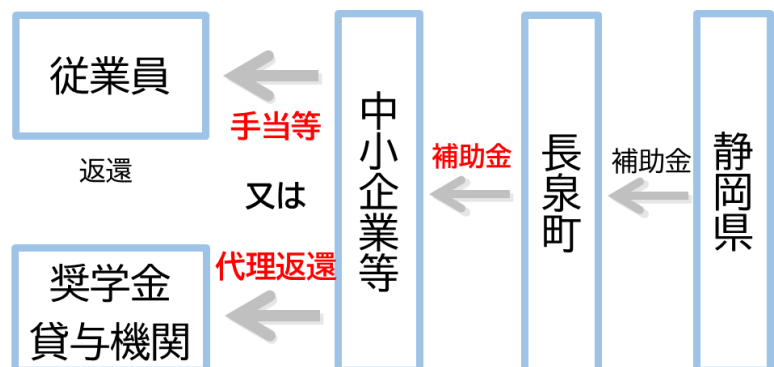 従業員
手当等
返還
又は
代理返還
奨学金
貸与機関
中小企業等
補助金
長泉町
補助金
静岡県